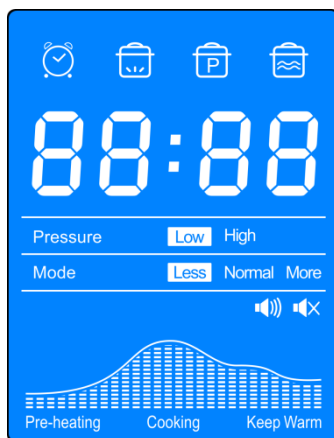 P
88:88
Pressure Low High
Mode Less Normal More
Pre-heating Cooking Keep Warm